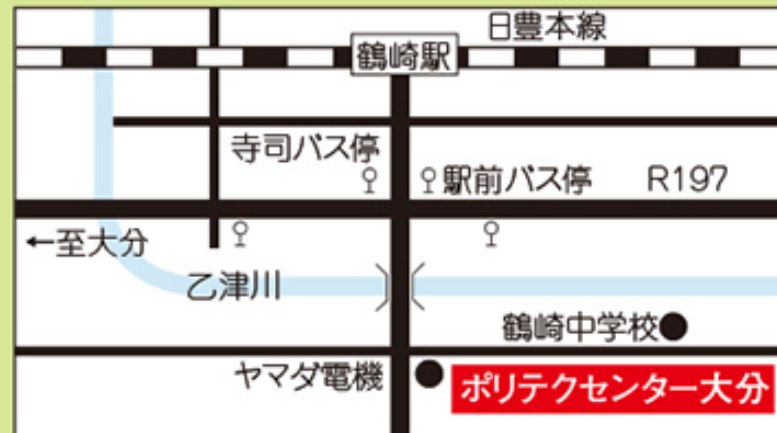 日豊本線
鶴崎駅
寺司バス停
駅前バス停
R197
←至大分
乙津川
鶴崎中学校
ヤマダ電機
ポリテクセンター大分